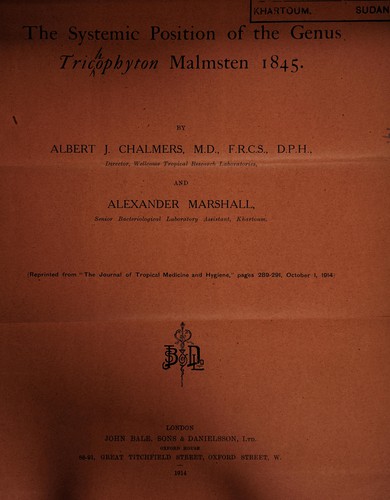 KHARTOUM, SUDAN
The Systemic Position of the Genus
h
Tricophyton Malmsten 1845.
BY
ALBERT J. CHALMERS, M.D., F.R.C.S., D.P.H.,
Director, Wellcome Tropical Research Laboratories,
AND
ALEXANDER MARSHALL,
Senior Bacteriological Laboratory Assistant, Khartoum.
(Reprinted from "The Journal of Tropical Medicine and Hygiene," pages 289-291, October 1, 1914)
LONDON
JOHN BALE, SONS & DANIELSSON, LTD.
OXFORD HOUSE
GREAT TITCHFIELD STREET, OXFORD STREET, W.
1914